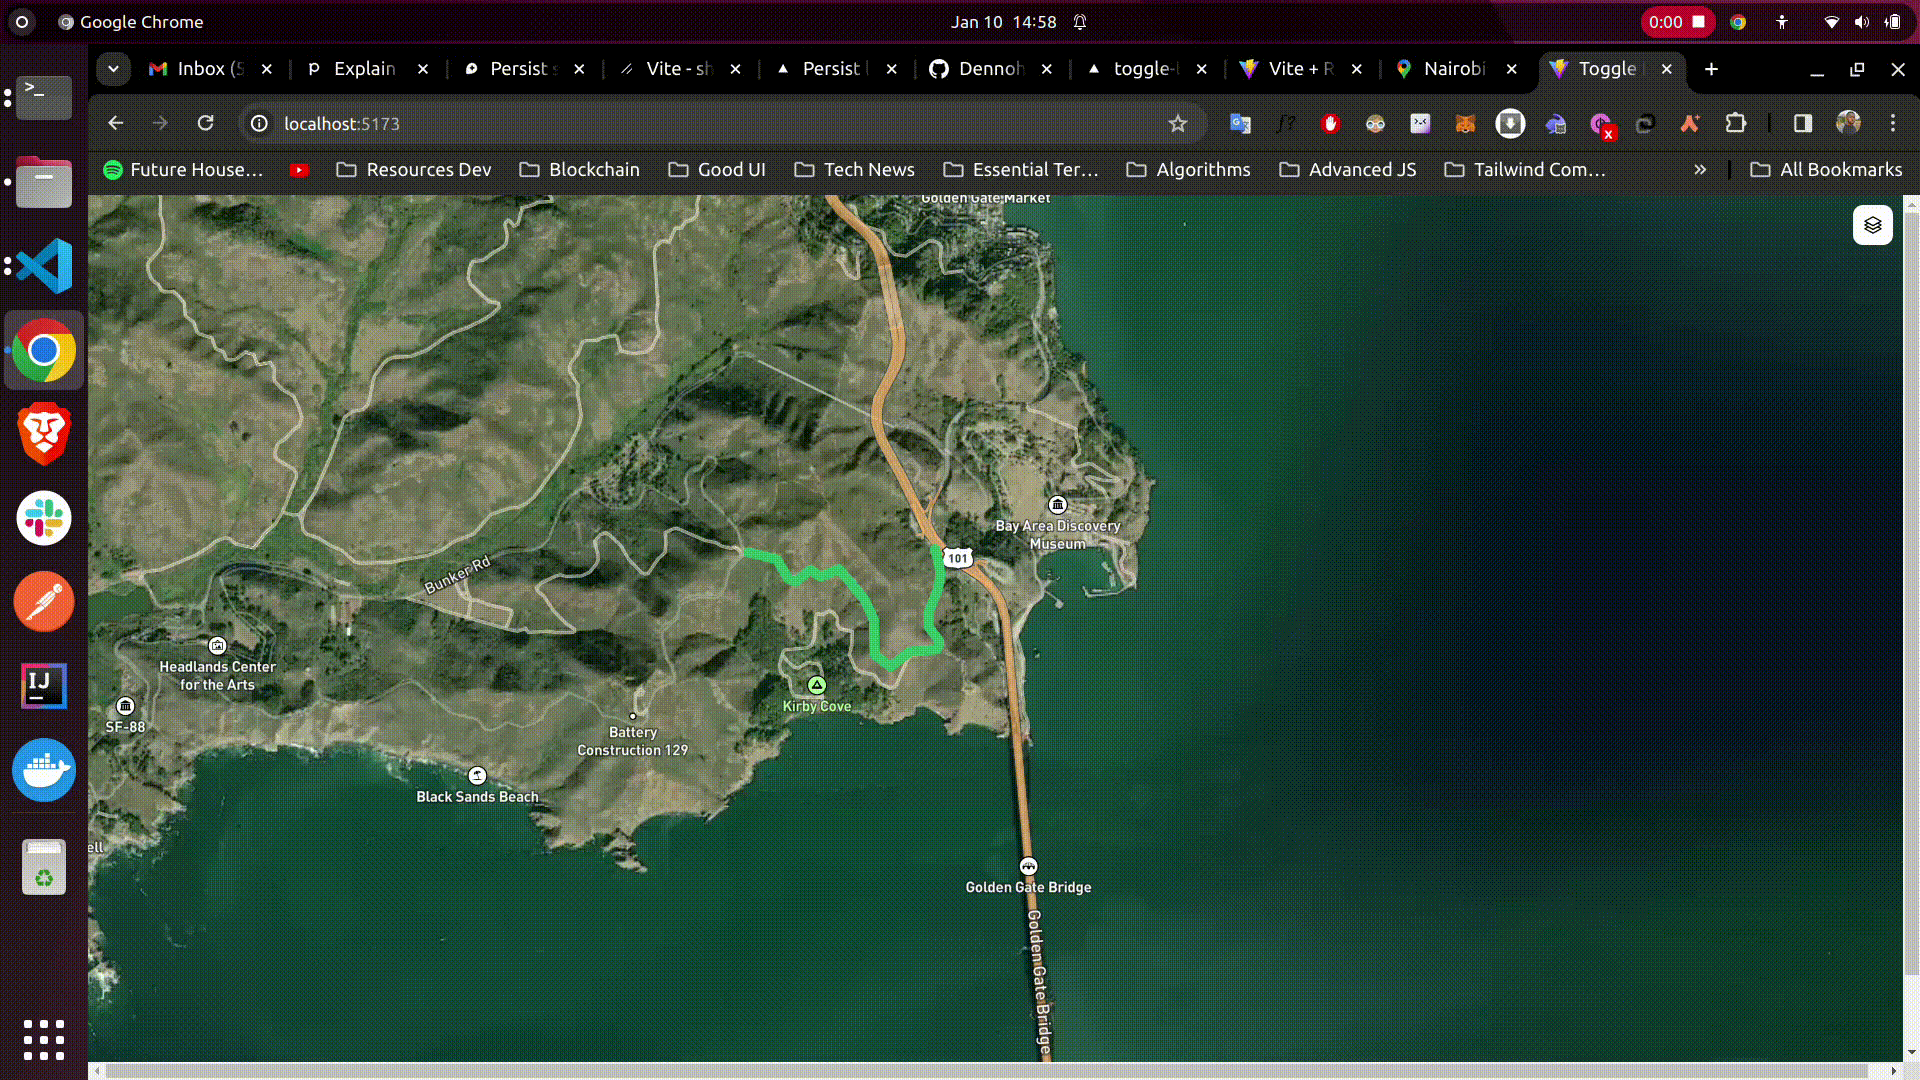 Google Chrome
Jan 10 14:58
0:00
Inbox (5
Explain
Persist s
Vite - sh
Persist l
Dennoh
toggle-l
Vite + R
Nairobi
Toggle
localhost:5173
Future House...
Resources Dev
Blockchain
Good UI
Tech News
Essential Ter...
Algorithms
Advanced JS
Tailwind Com...
»
All Bookmarks
Golden Gate Market
Bay Area Discovery
Museum
101
Bunker Rd
Headlands Center
for the Arts
SF-88
Kirby Cove
Battery
Construction 129
Black Sands Beach
ell
Golden Gate Bridge
Golden Gate Bridge